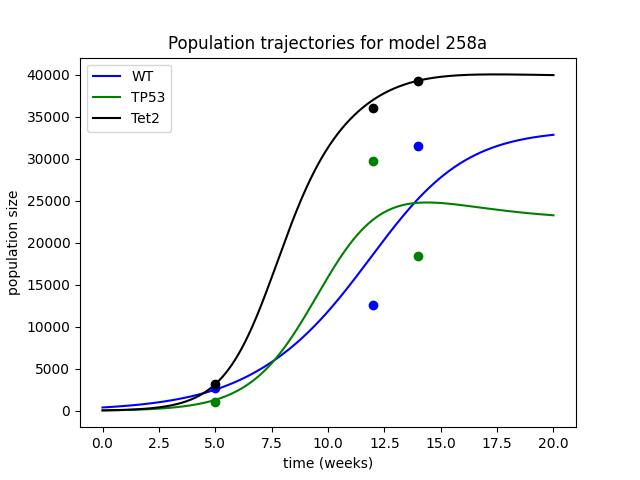 Population trajectories for model 258a
WT
TP53
Tet2
40000
35000
30000
25000
20000
15000
10000
5000
0
population size
0.0 2.5 5.0 7.5 10.0 12.5 15.0 17.5 20.0
time (weeks)